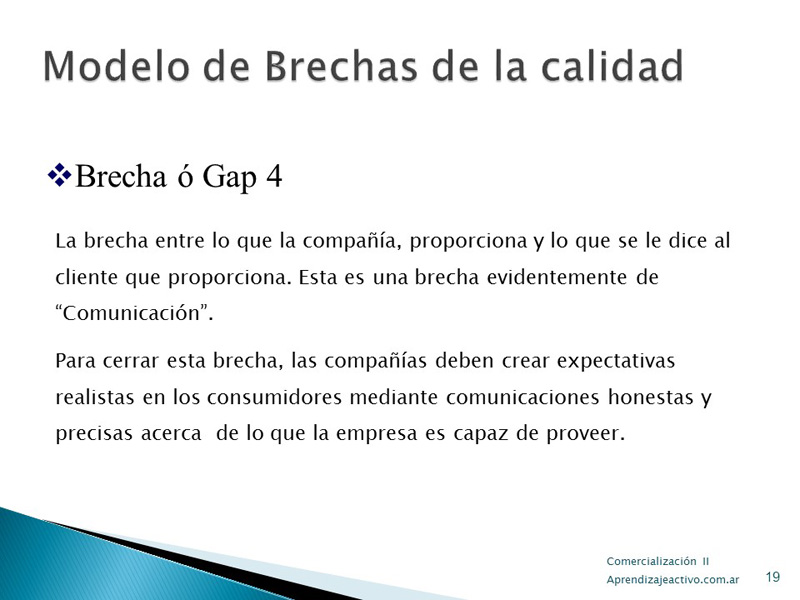 Modelo de Brechas de la calidad
Brecha ó Gap 4
La brecha entre lo que la compañía, proporciona y lo que se le dice al
cliente que proporciona. Esta es una brecha evidentemente de
“Comunicación”.
Para cerrar esta brecha, las compañías deben crear expectativas
realistas en los consumidores mediante comunicaciones honestas y
precisas acerca  de lo que la empresa es capaz de proveer.
Comercialización II
Aprendizajeactivo.com.ar
19